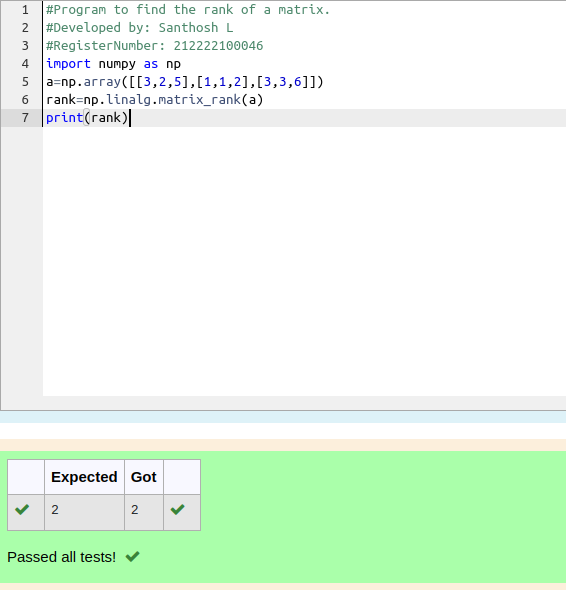 1 #Program to find the rank of a matrix.
2 #Developed by: Santhosh L
3 #RegisterNumber: 212222100046
4 import numpy as np
5 a=np.array([[3,2,5],[1,1,2],[3,3,6]])
6 rank=np.linalg.matrix_rank(a)
7 print(rank)
Expected Got
2 2
Passed all tests!